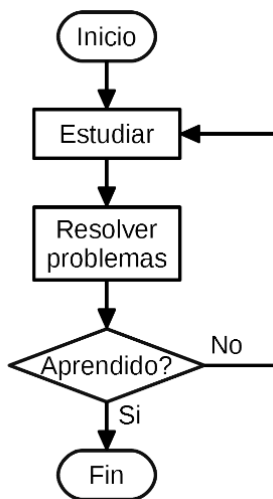 Inicio
Estudiar
Resolver
problemas
Aprendido?
No
Si
Fin